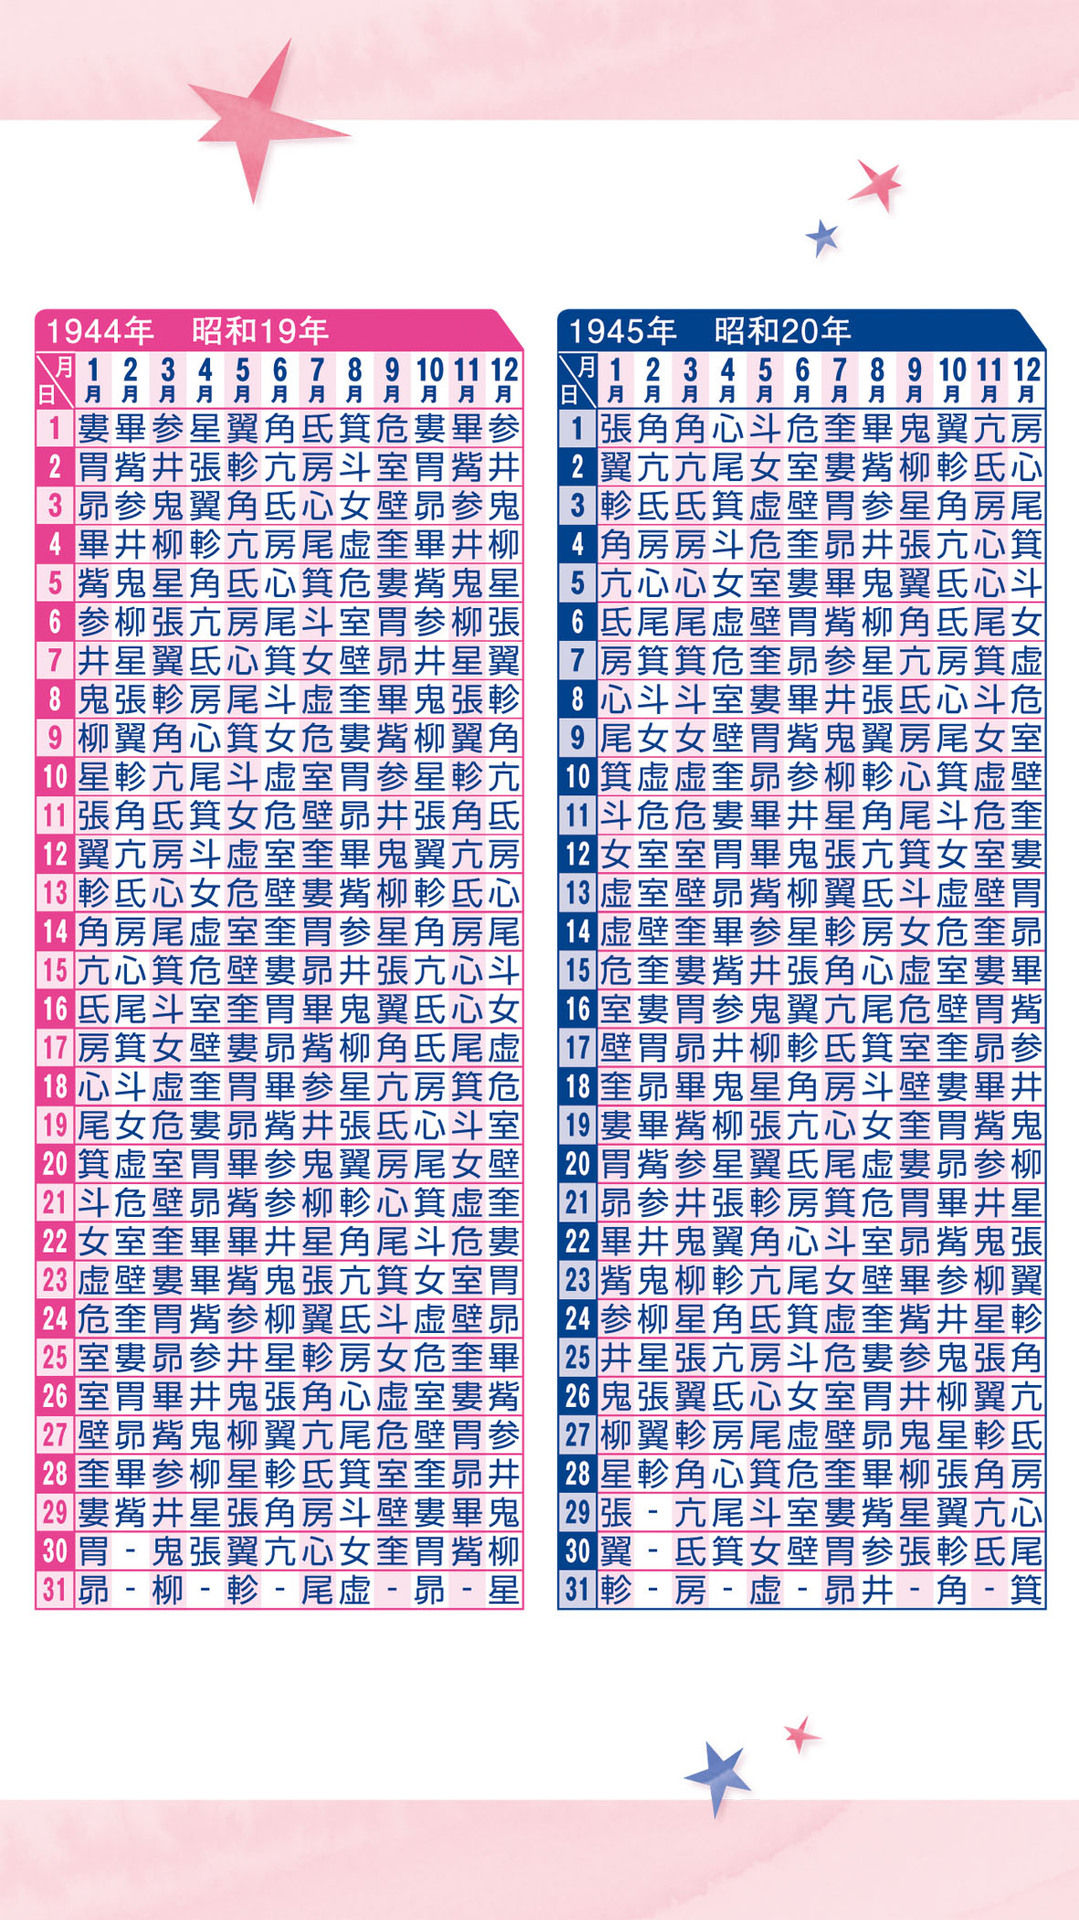 1944年 昭和19年
月 日 1月 2月 3月 4月 5月 6月 7月 8月 9月 10月 11月 12月
1 婁 畢 参 星 翼 角 氐 箕 危 婁 畢 参
2 胃 觜 井 張 軫 亢 房 斗 室 胃 觜 井
3 昴 参 鬼 翼 角 氐 心 女 壁 昴 参 鬼
4 畢 井 柳 軫 亢 房 尾 虚 奎 畢 井 柳
5 觜 鬼 星 角 氐 心 箕 危 婁 觜 鬼 星
6 参 柳 張 亢 房 尾 斗 室 胃 参 柳 張
7 井 星 翼 氐 心 箕 女 壁 昴 井 星 翼
8 鬼 張 軫 房 尾 斗 虚 奎 畢 鬼 張 軫
9 柳 翼 角 心 箕 女 危 婁 觜 柳 翼 角
10 星 軫 亢 尾 斗 虚 室 胃 参 星 軫 亢
11 張 角 氐 箕 女 危 壁 昴 井 張 角 氐
12 翼 亢 房 斗 虚 室 奎 畢 鬼 翼 亢 房
13 軫 氐 心 女 危 壁 婁 觜 柳 軫 氐 心
14 角 房 尾 虚 室 奎 胃 参 星 角 房 尾
15 亢 心 箕 危 壁 婁 昴 井 張 亢 心 斗
16 氐 尾 斗 室 奎 胃 畢 鬼 翼 氐 心 女
17 房 箕 女 壁 婁 昴 觜 柳 角 氐 尾 虚
18 心 斗 虚 奎 胃 畢 参 星 亢 房 箕 危
19 尾 女 危 婁 昴 觜 井 張 氐 心 斗 室
20 箕 虚 室 胃 畢 参 鬼 翼 房 尾 女 壁
21 斗 危 壁 昴 觜 参 柳 軫 心 箕 虚 奎
22 女 室 奎 畢 畢 井 星 角 尾 斗 危 婁
23 虚 壁 婁 畢 觜 鬼 張 亢 箕 女 室 胃
24 危 奎 胃 觜 参 柳 翼 氐 斗 虚 壁 昴
25 室 婁 昴 参 井 星 軫 房 女 危 奎 畢
26 室 胃 畢 井 鬼 張 角 心 虚 室 婁 觜
27 壁 昴 觜 鬼 柳 翼 亢 尾 危 壁 胃 参
28 奎 畢 参 柳 星 軫 氐 箕 室 奎 昴 井
29 婁 觜 井 星 張 角 房 斗 壁 婁 畢 鬼
30 胃 - 鬼 張 翼 亢 心 女 奎 胃 觜 柳
31 昴 - 柳 - 軫 - 尾 虚 - 昴 - 星
1945年 昭和20年
月 日 1月 2月 3月 4月 5月 6月 7月 8月 9月 10月 11月 12月
1 張 角 角 心 斗 危 奎 畢 鬼 翼 亢 房
2 翼 亢 亢 尾 女 室 婁 觜 柳 軫 氐 心
3 軫 氐 氐 箕 虚 壁 胃 参 星 角 房 尾
4 角 房 房 斗 危 奎 昴 井 張 亢 心 箕
5 亢 心 心 女 室 婁 畢 鬼 翼 氐 心 斗
6 氐 尾 尾 虚 壁 胃 觜 柳 角 氐 尾 女
7 房 箕 箕 危 奎 昴 参 星 亢 房 箕 虚
8 心 斗 斗 室 婁 畢 井 張 氐 心 斗 危
9 尾 女 女 壁 胃 觜 鬼 翼 房 尾 女 室
10 箕 虚 虚 奎 昴 参 柳 軫 心 箕 虚 壁
11 斗 危 危 婁 畢 井 星 角 尾 斗 危 奎
12 女 室 室 胃 畢 鬼 張 亢 箕 女 室 婁
13 虚 室 壁 昴 觜 柳 翼 氐 斗 虚 壁 胃
14 虚 壁 奎 畢 参 星 軫 房 女 危 奎 昴
15 危 奎 婁 觜 井 張 角 心 虚 室 婁 畢
16 室 婁 胃 参 鬼 翼 亢 尾 危 壁 胃 觜
17 壁 胃 昴 井 柳 軫 氐 箕 室 奎 昴 参
18 奎 昴 畢 鬼 星 角 房 斗 壁 婁 畢 井
19 婁 畢 觜 柳 張 亢 心 女 奎 胃 觜 鬼
20 胃 觜 参 星 翼 氐 尾 虚 婁 昴 参 柳
21 昴 参 井 張 軫 房 箕 危 胃 畢 井 星
22 畢 井 鬼 翼 角 心 斗 室 昴 觜 鬼 張
23 觜 鬼 柳 軫 亢 尾 女 壁 畢 参 柳 翼
24 参 柳 星 角 氐 箕 虚 奎 觜 井 星 軫
25 井 星 張 亢 房 斗 危 婁 参 鬼 張 角
26 鬼 張 翼 氐 心 女 室 胃 井 柳 翼 亢
27 柳 翼 軫 房 尾 虚 壁 昴 鬼 星 軫 氐
28 星 軫 角 心 箕 危 奎 畢 柳 張 角 房
29 張 - 亢 尾 斗 室 婁 觜 星 翼 亢 心
30 翼 - 氐 箕 女 壁 胃 参 張 軫 氐 尾
31 軫 - 房 - 虚 - 昴 井 - 角 - 箕